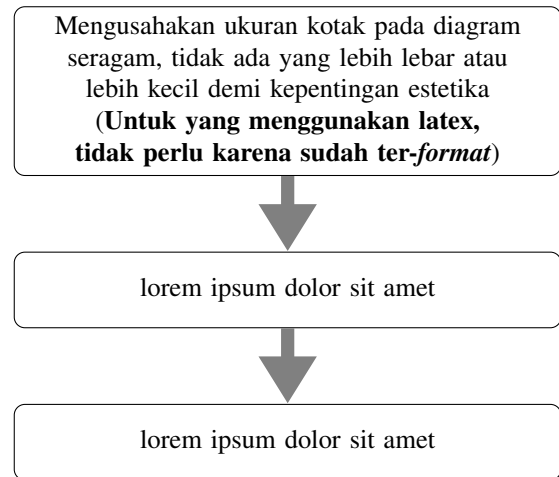 Mengusahakan ukuran kotak pada diagram
seragam, tidak ada yang lebih lebar atau
lebih kecil demi kepentingan estetika
(Untuk yang menggunakan latex,
tidak perlu karena sudah ter-format)
lorem ipsum dolor sit amet
lorem ipsum dolor sit amet